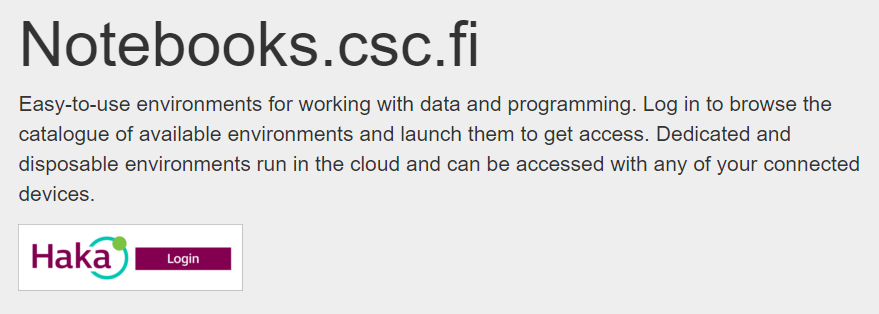 Notebooks.csc.fi
Easy-to-use environments for working with data and programming. Log in to browse the
catalogue of available environments and launch them to get access. Dedicated and
disposable environments run in the cloud and can be accessed with any of your connected
devices.
Haka Login